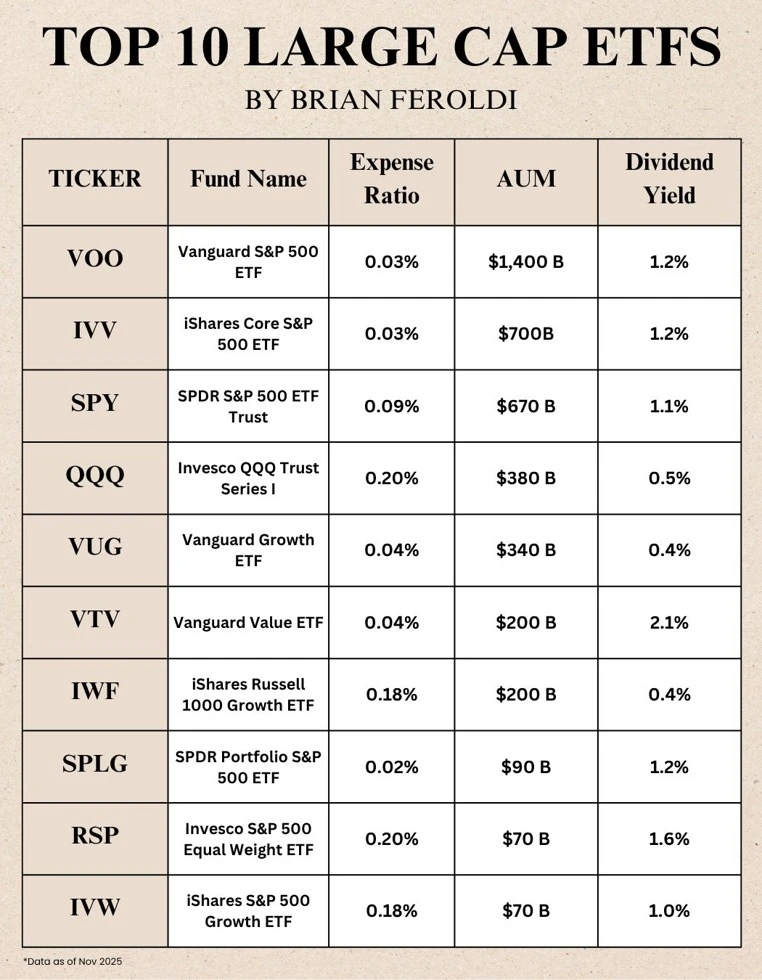 TOP 10 LARGE CAP ETFS
BY BRIAN FEROLDI
TICKER
Fund Name
Expense
Ratio
AUM
Dividend
Yield
VOO
Vanguard S&P 500
ETF
0.03%
$1,400 B
1.2%
IVV
iShares Core S&P
500 ETF
0.03%
$700B
1.2%
SPY
SPDR S&P 500 ETF
Trust
0.09%
$670 B
1.1%
QQQ
Invesco QQQ Trust
Series I
0.20%
$380 B
0.5%
VUG
Vanguard Growth
ETF
0.04%
$340 B
0.4%
VTV
Vanguard Value ETF
0.04%
$200 B
2.1%
IWF
iShares Russell
1000 Growth ETF
0.18%
$200 B
0.4%
SPLG
SPDR Portfolio S&P
500 ETF
0.02%
$90 B
1.2%
RSP
Invesco S&P 500
Equal Weight ETF
0.20%
$70 B
1.6%
IVW
iShares S&P 500
Growth ETF
0.18%
$70 B
1.0%
*Data as of Nov 2025